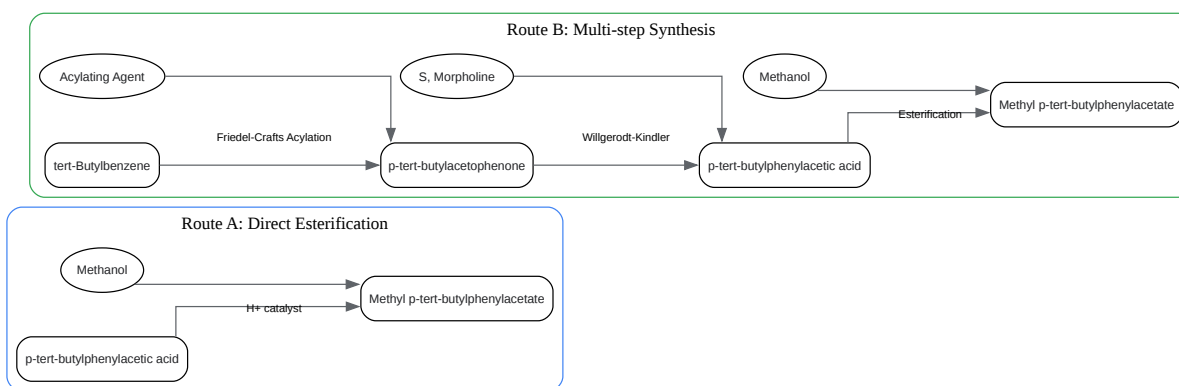 Route B: Multi-step Synthesis
Acylating Agent
S, Morpholine
Methanol
Methyl p-tert-butylphenylacetate
Esterification
Friedel-Crafts Acylation
Willgerodt-Kindler
tert-Butylbenzene
p-tert-butylacetophenone
p-tert-butylphenylacetic acid
Route A: Direct Esterification
Methanol
Methyl p-tert-butylphenylacetate
H+ catalyst
p-tert-butylphenylacetic acid